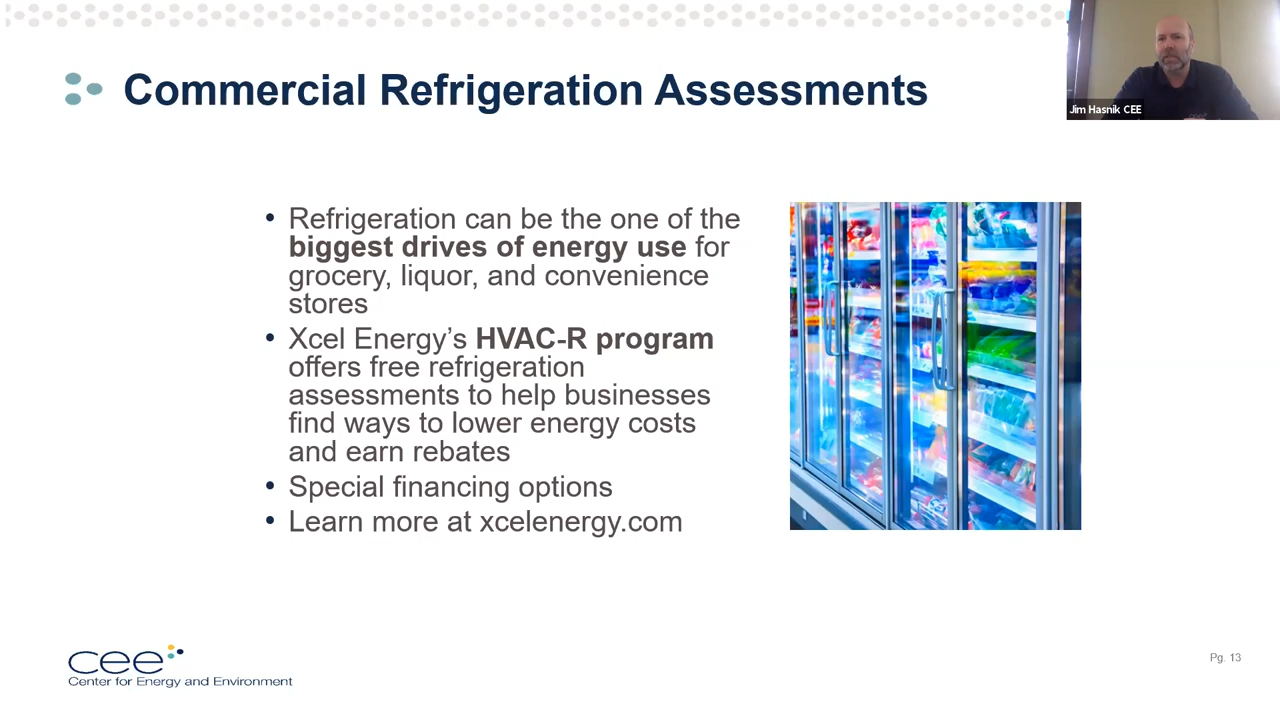 Commercial Refrigeration Assessments
Jim Hasnik CEE
• Refrigeration can be the one of the
biggest drives of energy use for
grocery, liquor, and convenience
stores
• Xcel Energy’s HVAC-R program
offers free refrigeration
assessments to help businesses
find ways to lower energy costs
and earn rebates
• Special financing options
• Learn more at xcelenergy.com
cee
Center for Energy and Environment
Pg. 13